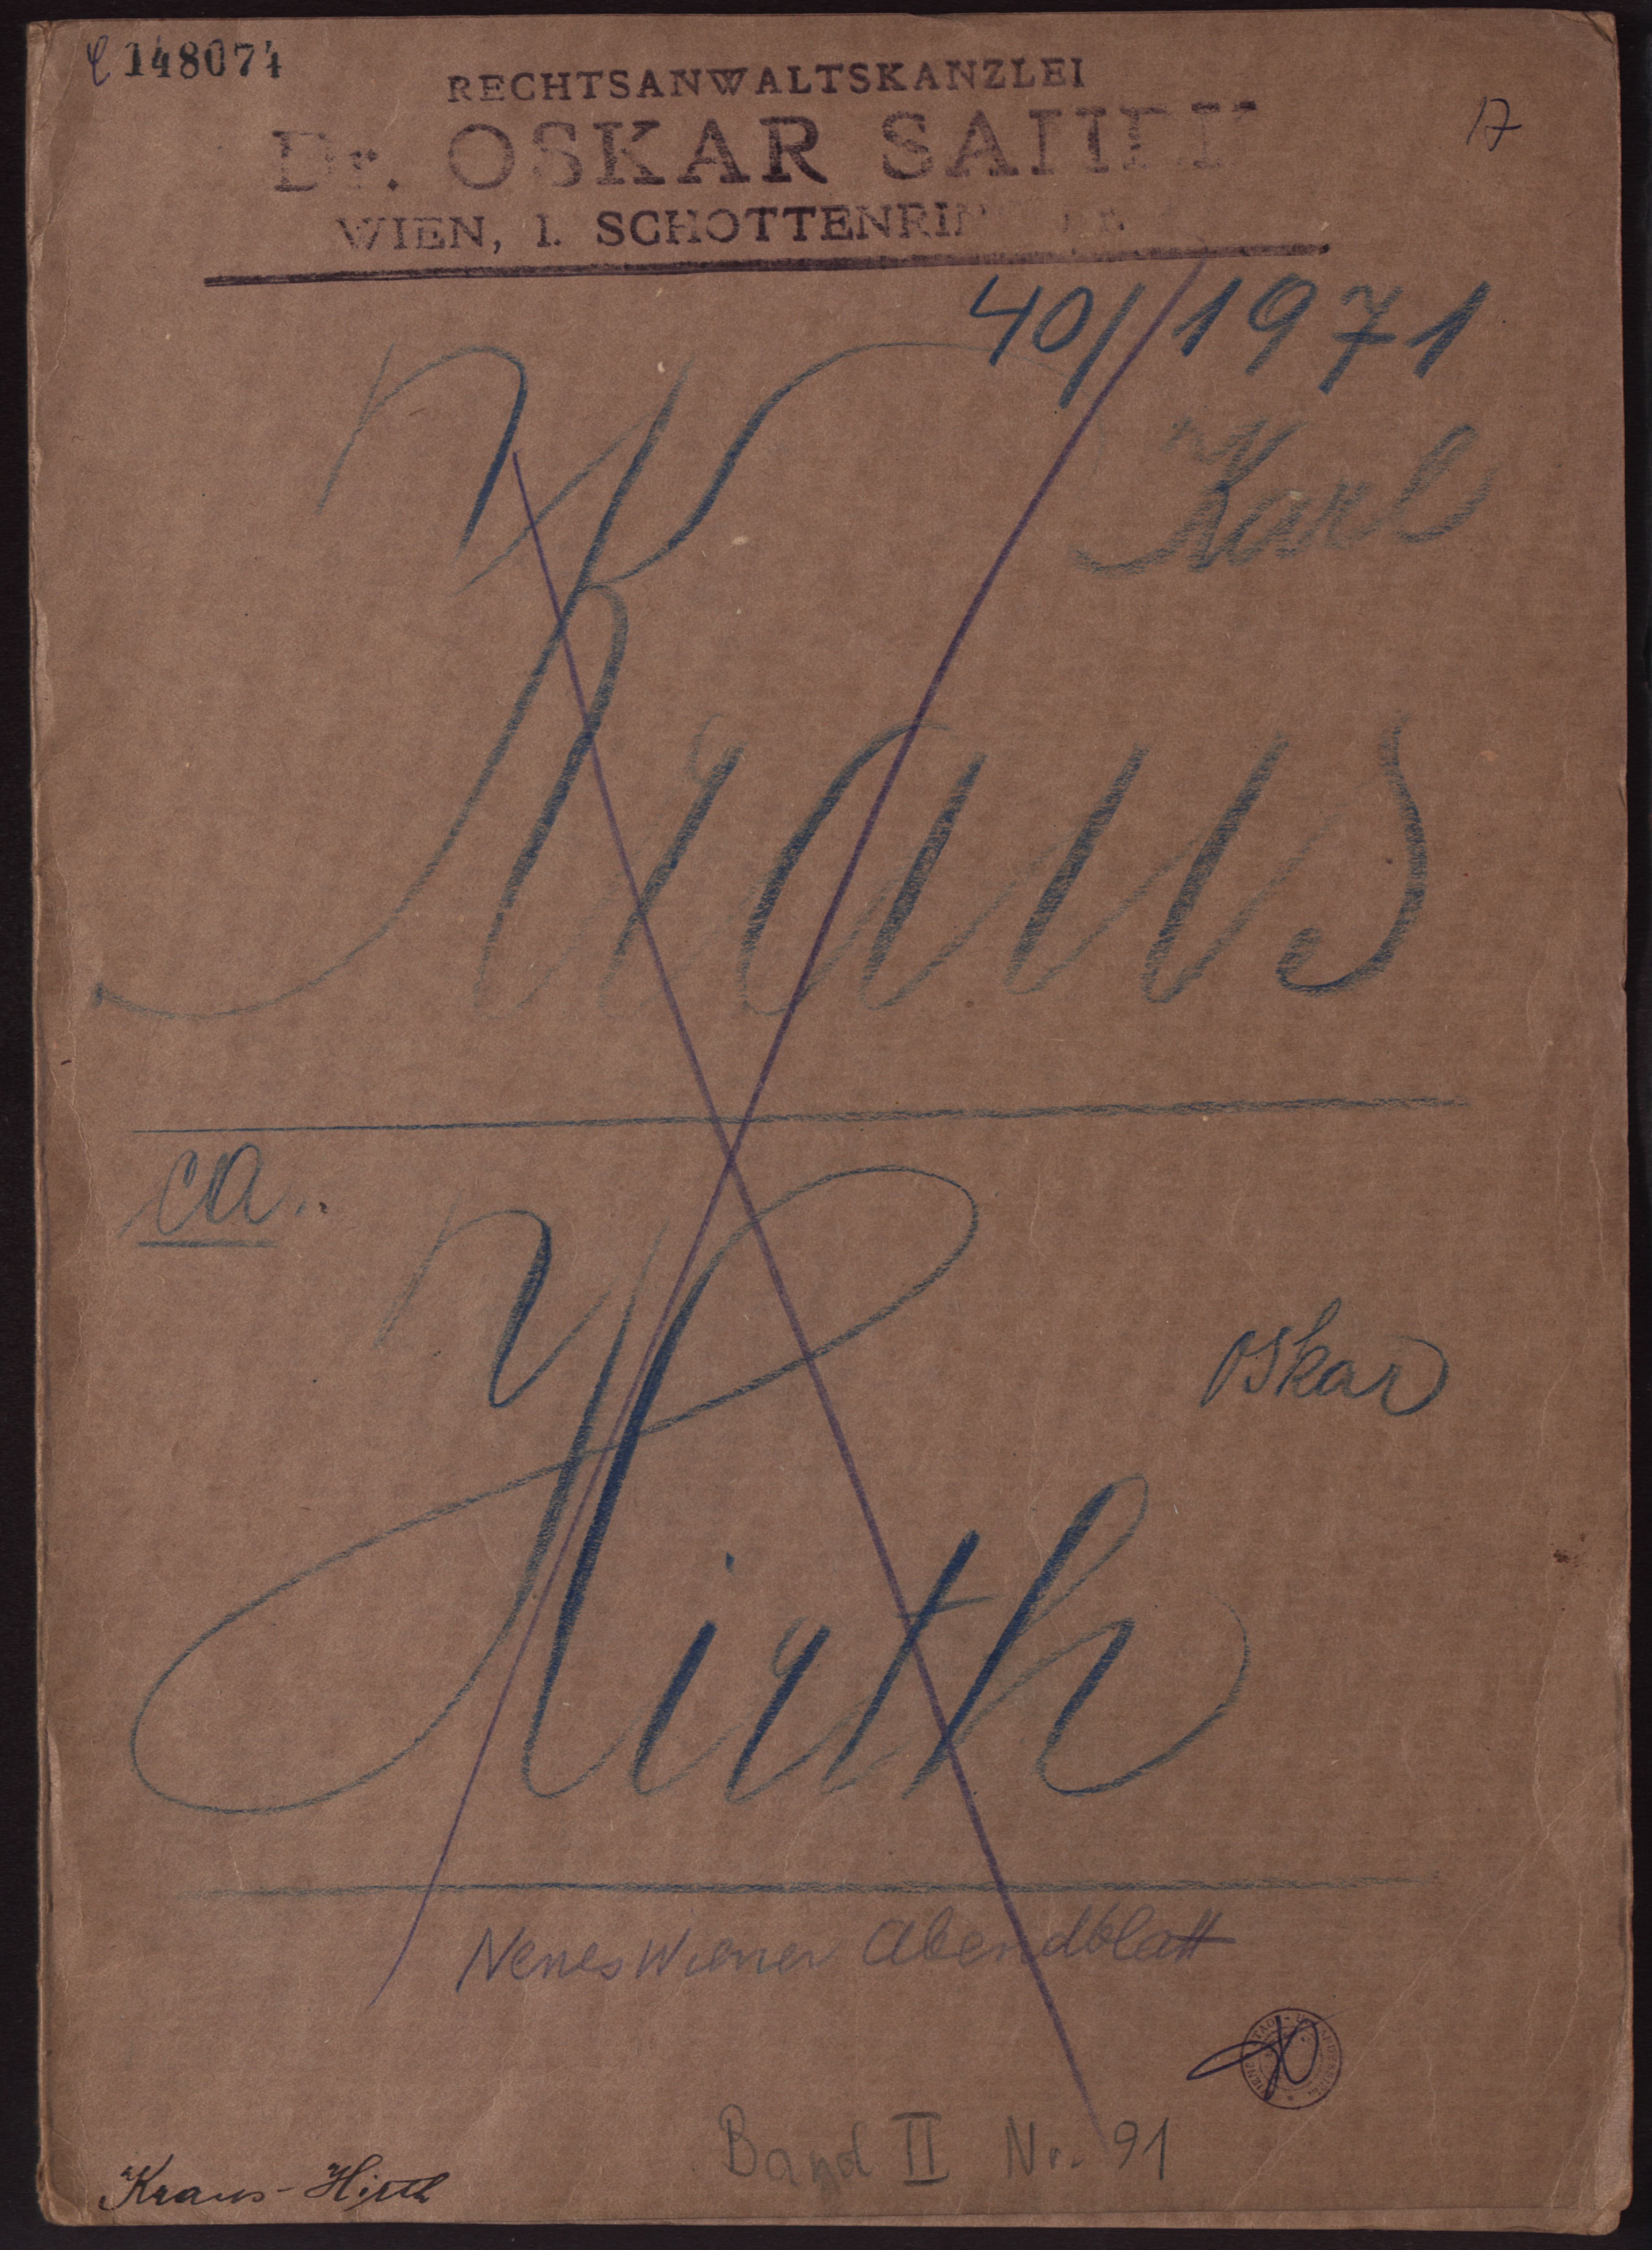 148074
17
RECHTSANWALTSKANZLEI
Dr. OSKAR SAMEK
WIEN, I. SCHOTTENRING
40/1971
Karl
Kraus
ca.
Oskar
Hirth
Neues Wiener Abendblatt
Band II Nr. 91
Kraus - Hirth